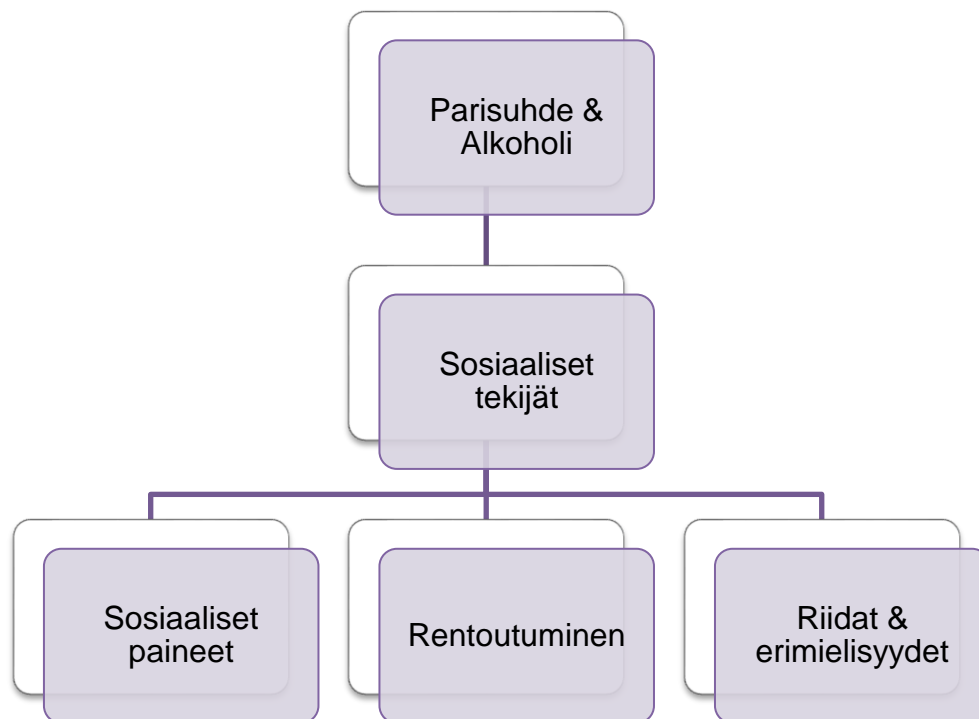 Parisuhde &
Alkoholi
Sosiaaliset
tekijät
Sosiaaliset
paineet
Rentoutuminen
Riidat &
erimielisyydet